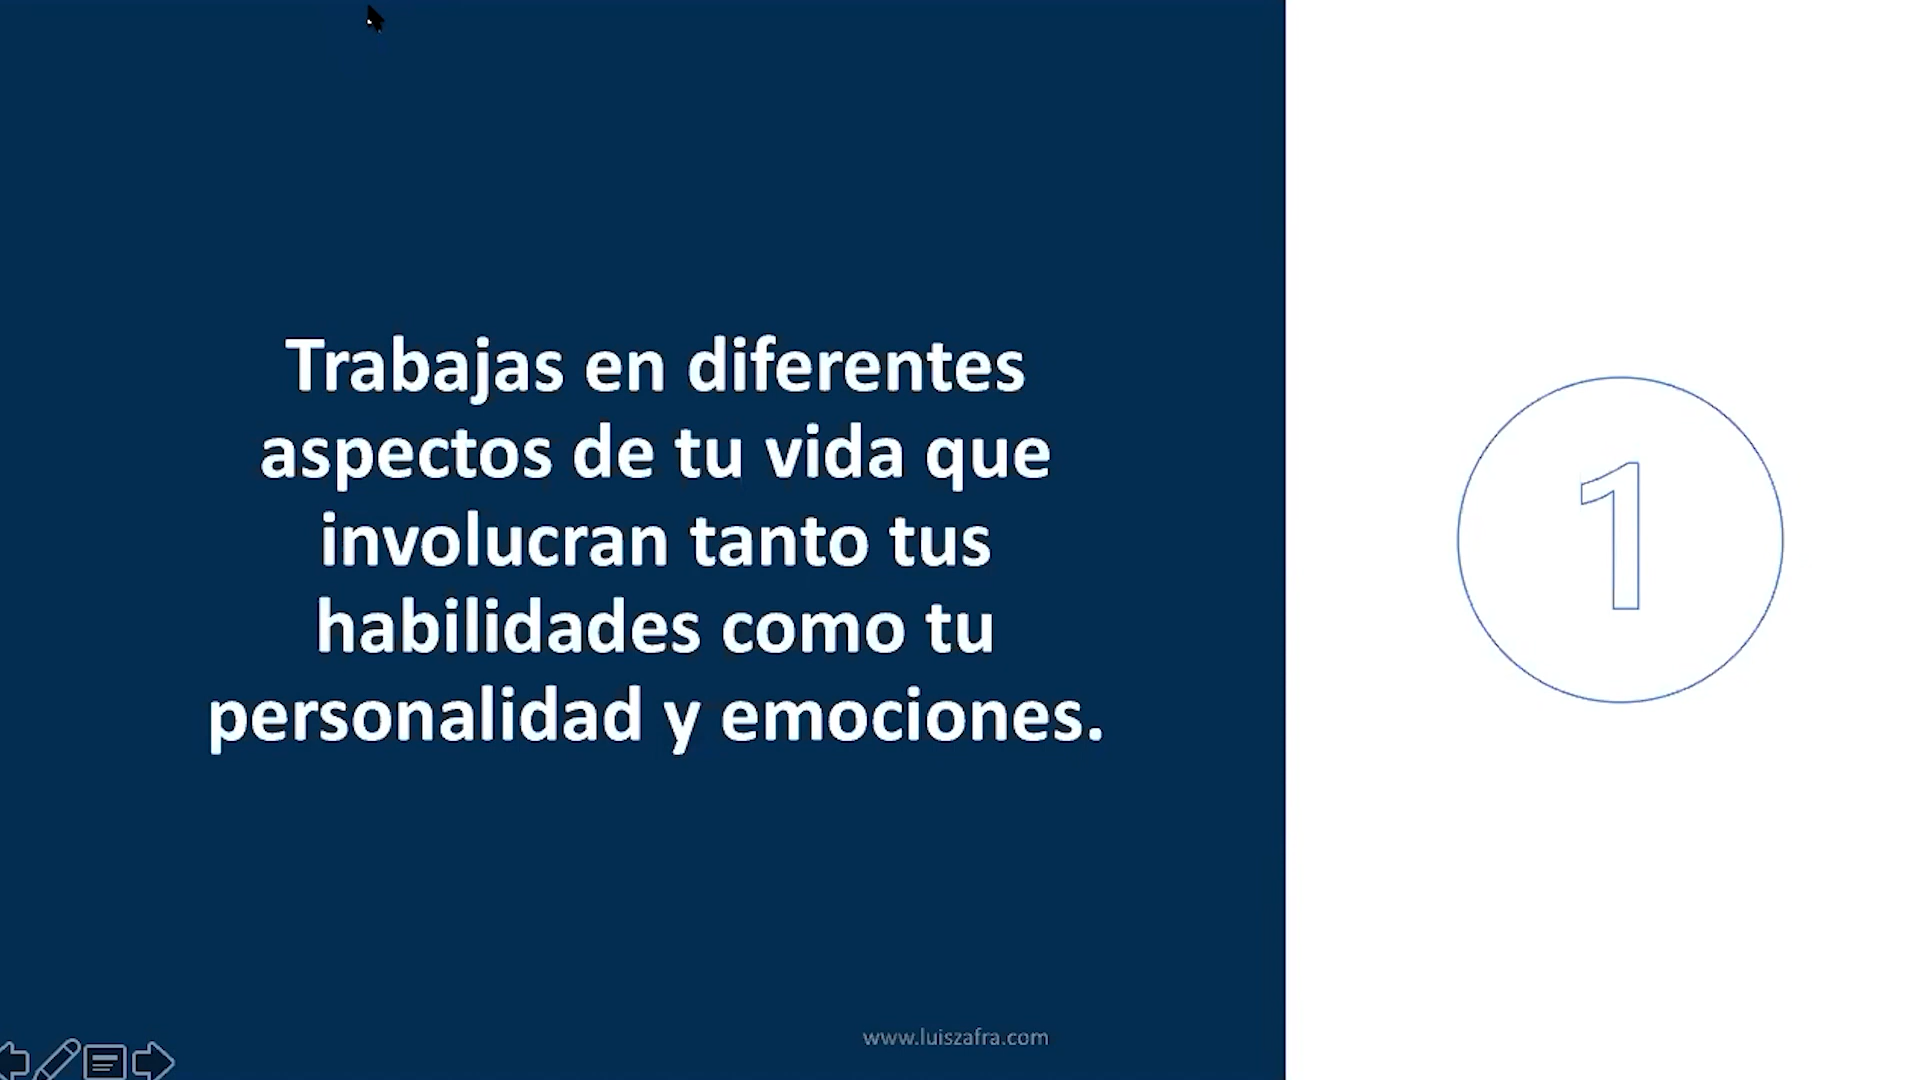 Trabajas en diferentes
aspectos de tu vida que
involucran tanto tus
habilidades como tu
personalidad y emociones.
1
www.luiszafra.com